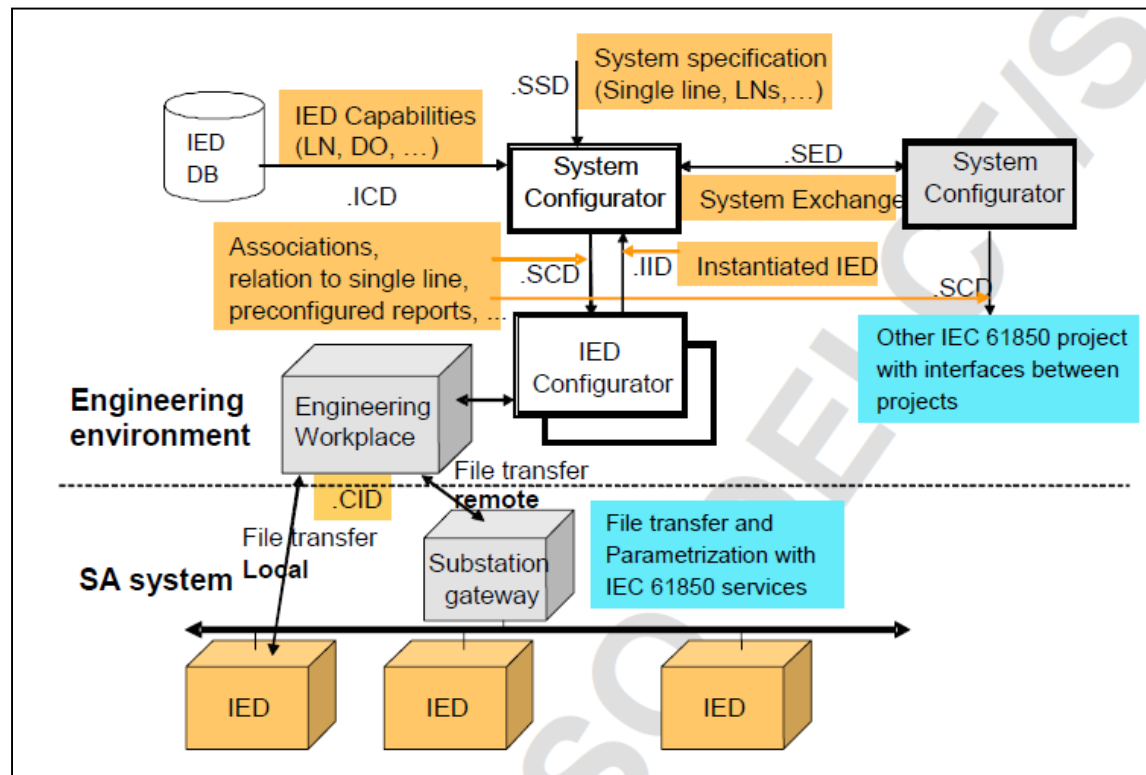 System specification
(Single line, LNs,…)
.SSD
IED
DB
IED Capabilities
(LN, DO, …)
.ICD
System
Configurator
.SED
System Exchange
System
Configurator
Associations,
relation to single line,
preconfigured reports, ...
.SCD
.IID
Instantiated IED
.SCD
IED
Configurator
Other IEC 61850 project
with interfaces between
projects
Engineering
environment
Engineering
Workplace
.CID
File transfer
remote
File transfer
Local
SA system
Substation
gateway
File transfer and
Parametrization with
IEC 61850 services
IED
IED
IED